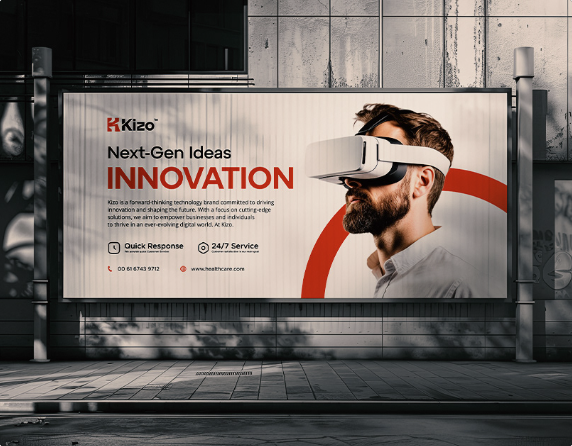 Kizo™
Next-Gen Ideas
INNOVATION
Kizo is a forward-thinking technology brand committed to driving
innovation and shaping the future. With a focus on cutting-edge
solutions, we aim to empower businesses and individuals
to thrive in an ever-evolving digital world. At Kizo.
Quick Response
24/7 Service
00 61 6743 9712
www.healthcare.com